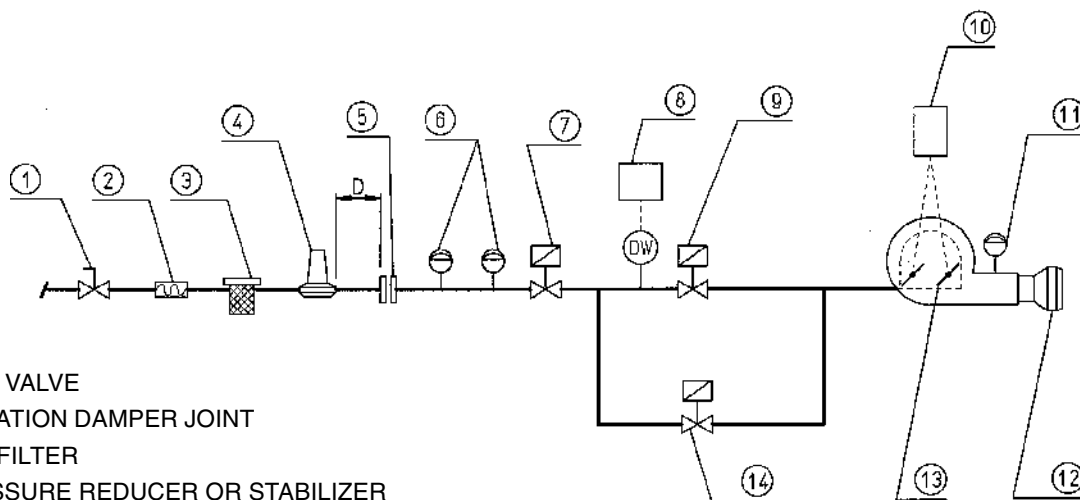 10
8
9
11
4
5
6
7
1
2
3
D
DW
VALVE
ATION DAMPER JOINT
FILTER
SSURE REDUCER OR STABILIZER
14
13
12